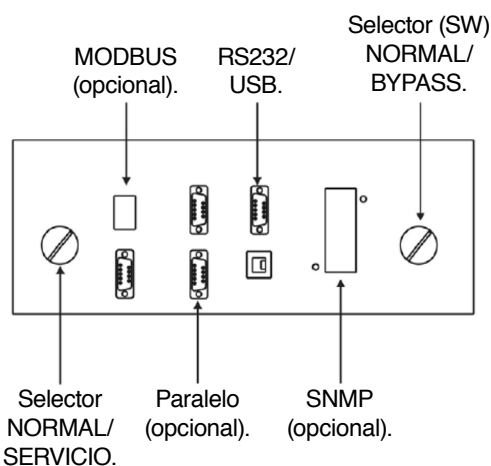 Selector (SW)
NORMAL/
BYPASS.
MODBUS
(opcional).
RS232/
USB.
Selector
NORMAL/
SERVICIO.
Paralelo
(opcional).
SNMP
(opcional).